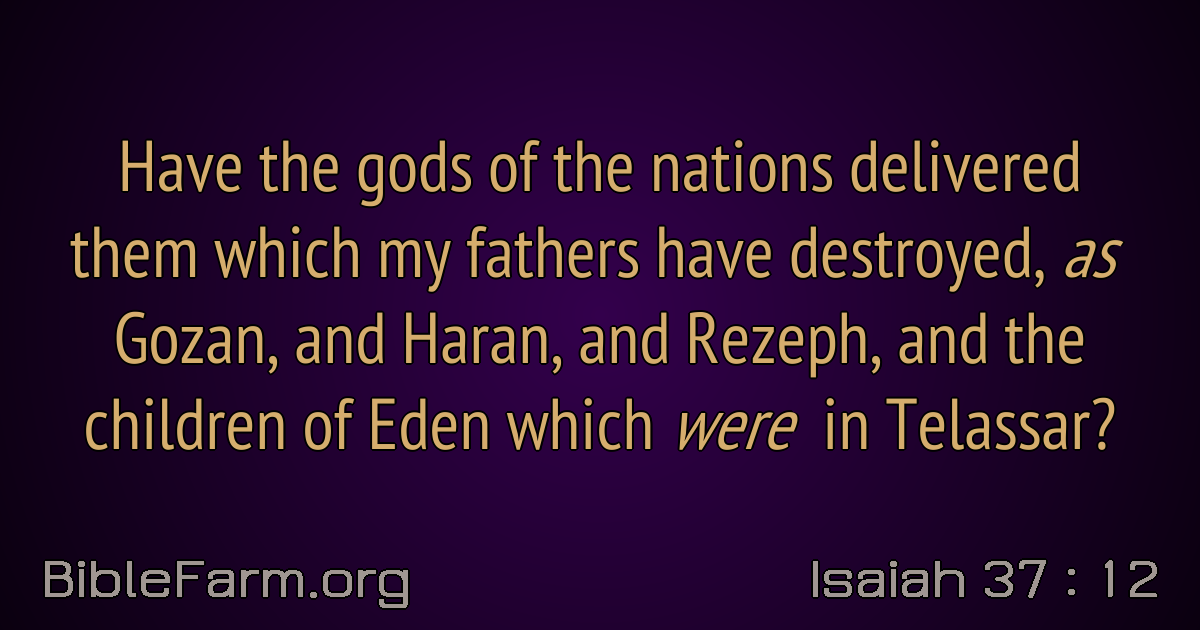 Have the gods of the nations delivered
them which my fathers have destroyed, as
Gozan, and Haran, and Rezeph, and the
children of Eden which were in Telassar?
BibleFarm.org
Isaiah 37 : 12